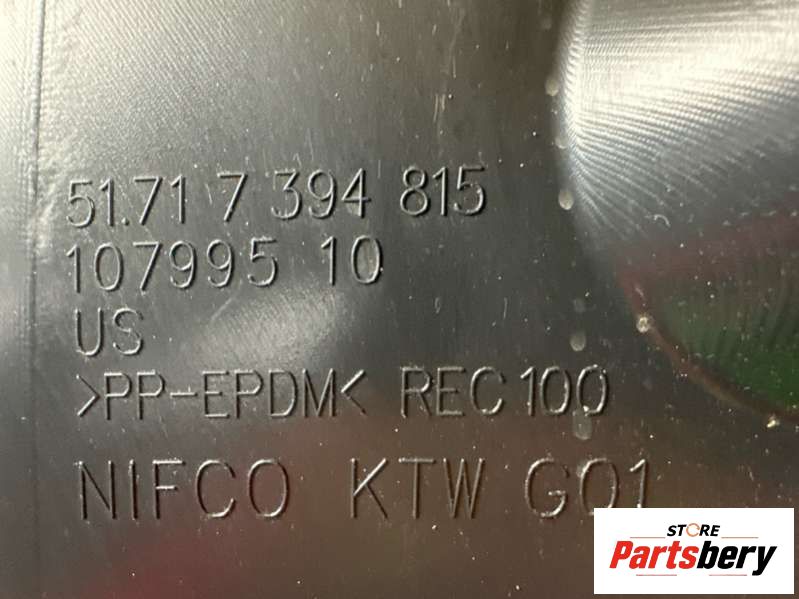 51.71 7 394 815
107995 10
US
>PP-EPDM< REC100
NIFCO KTW G01
STORE
Partsbery